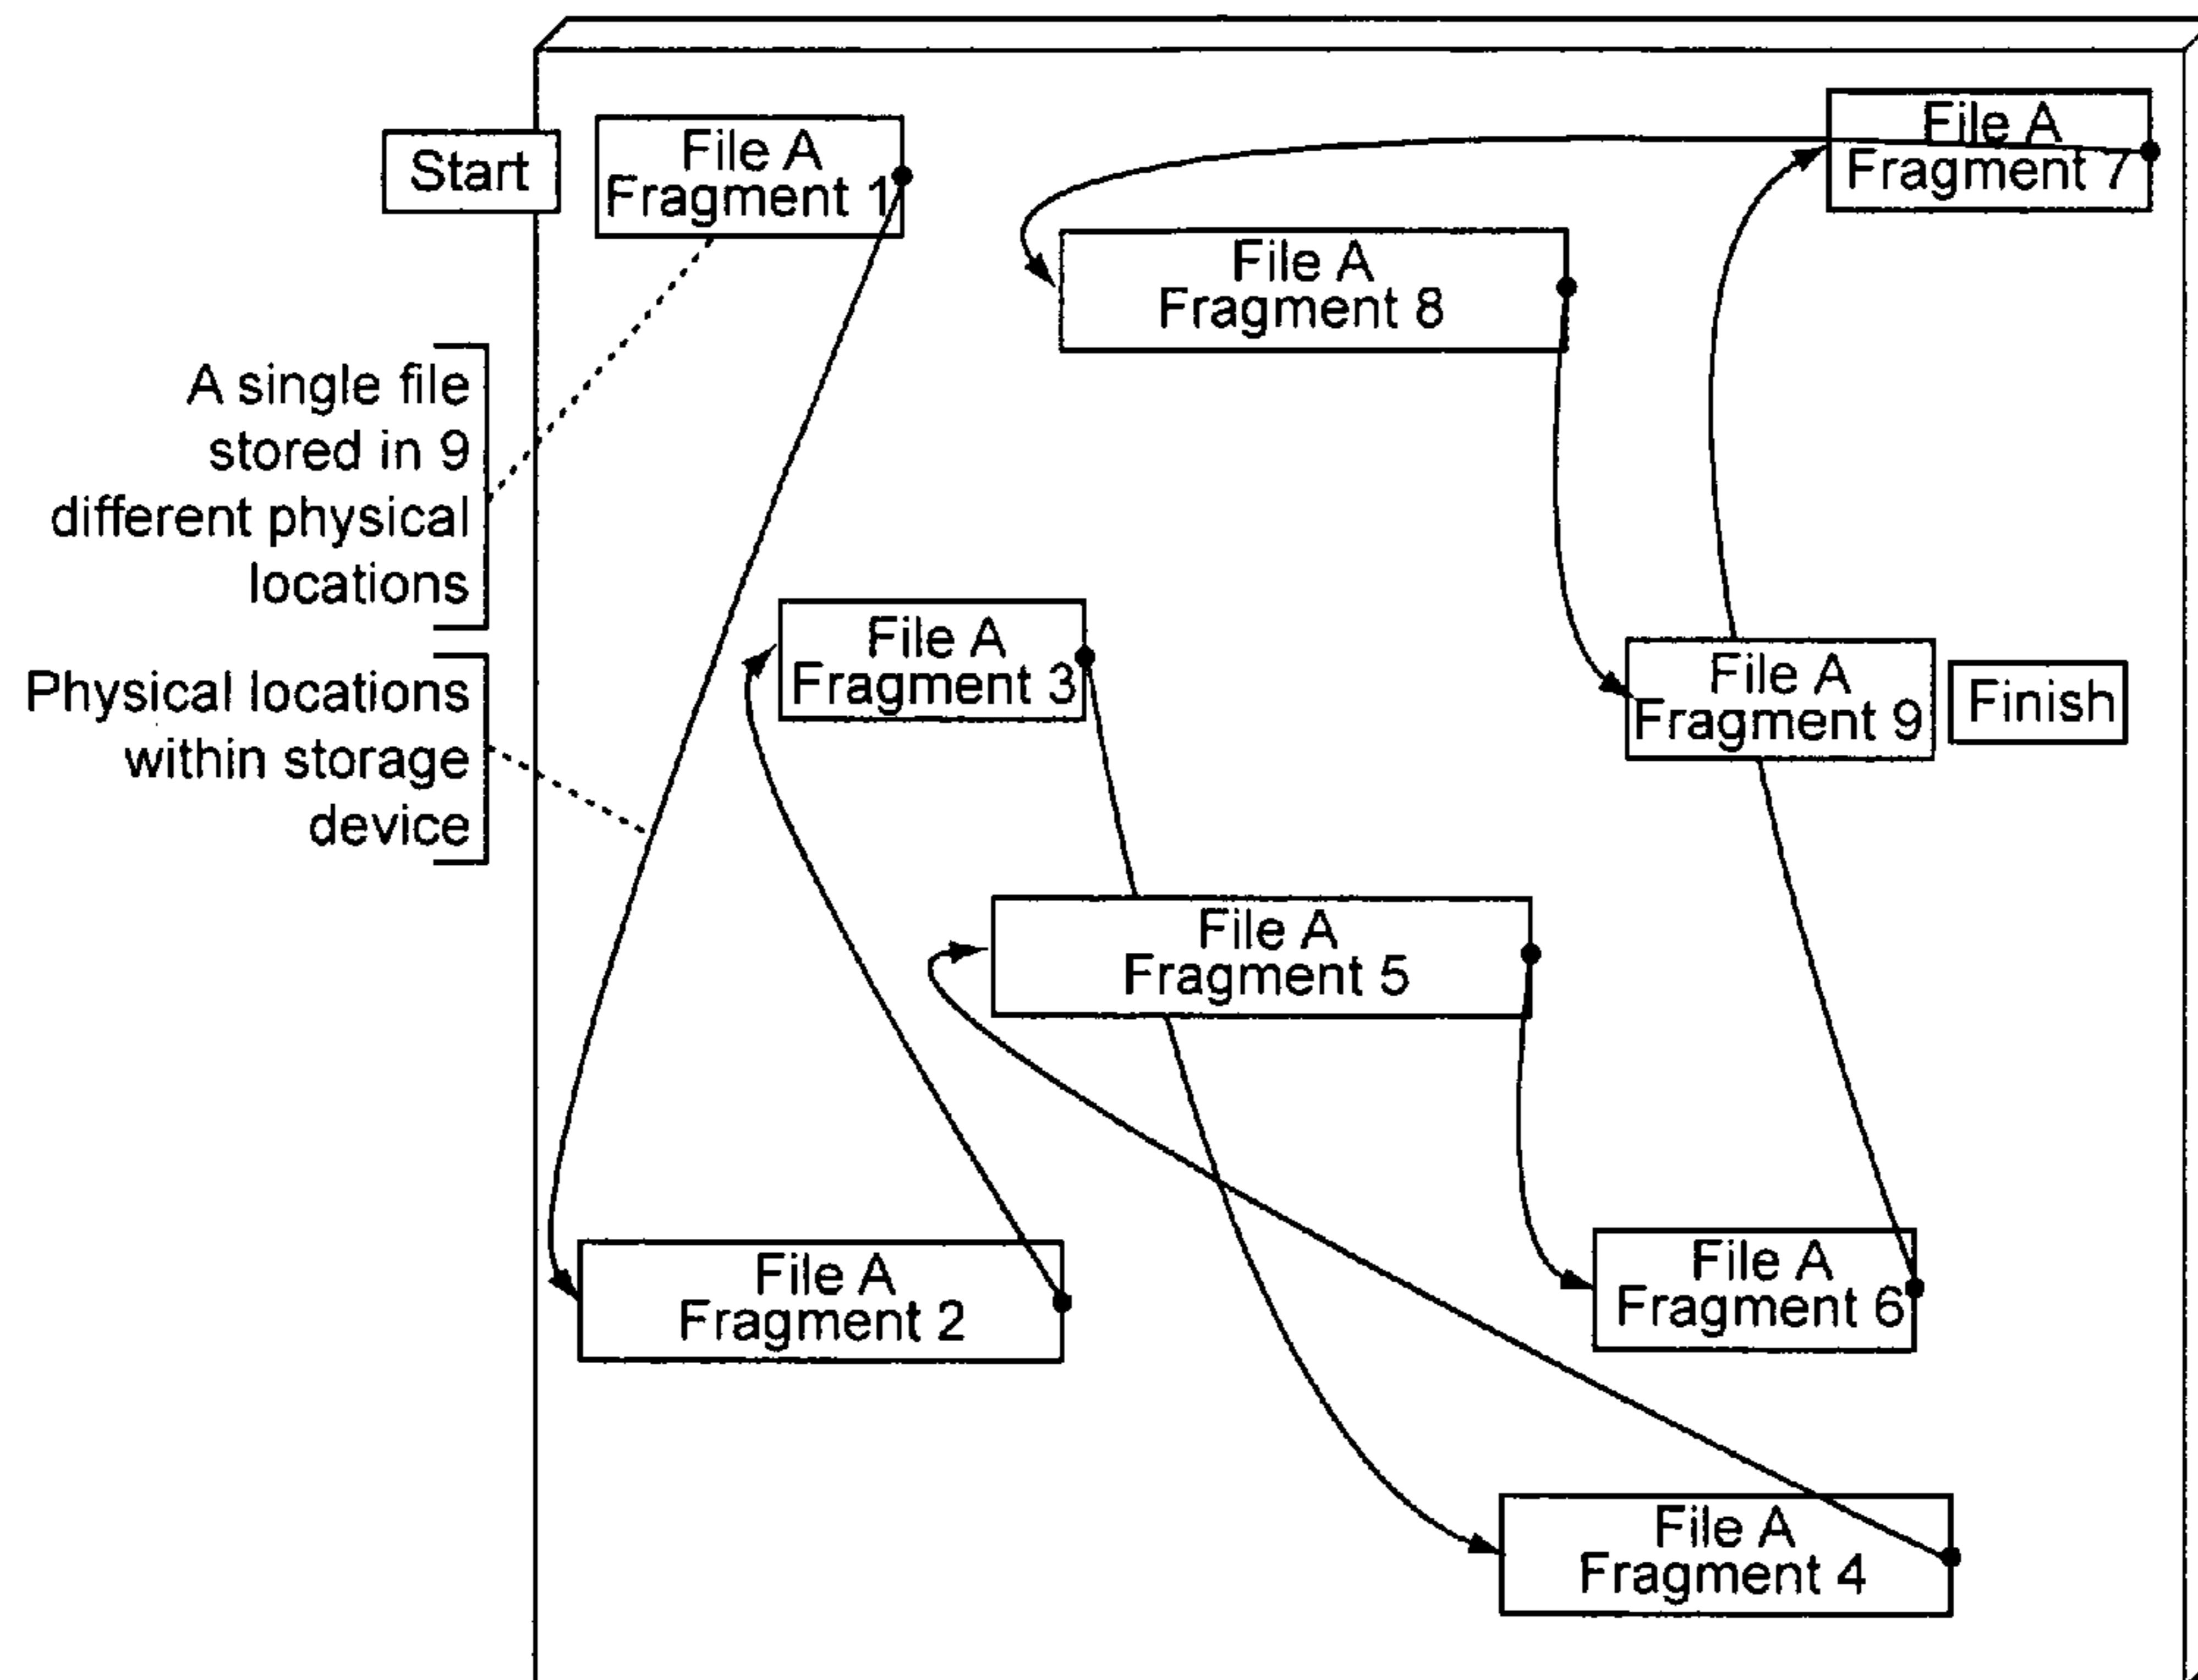 Start
File A
Fragment 1
File A
Fragment 7
File A
Fragment 8
A single file
stored in 9
different physical
locations
Physical locations
within storage
device
File A
Fragment 3
File A
Fragment 9
Finish
File A
Fragment 5
File A
Fragment 2
File A
Fragment 6
File A
Fragment 4